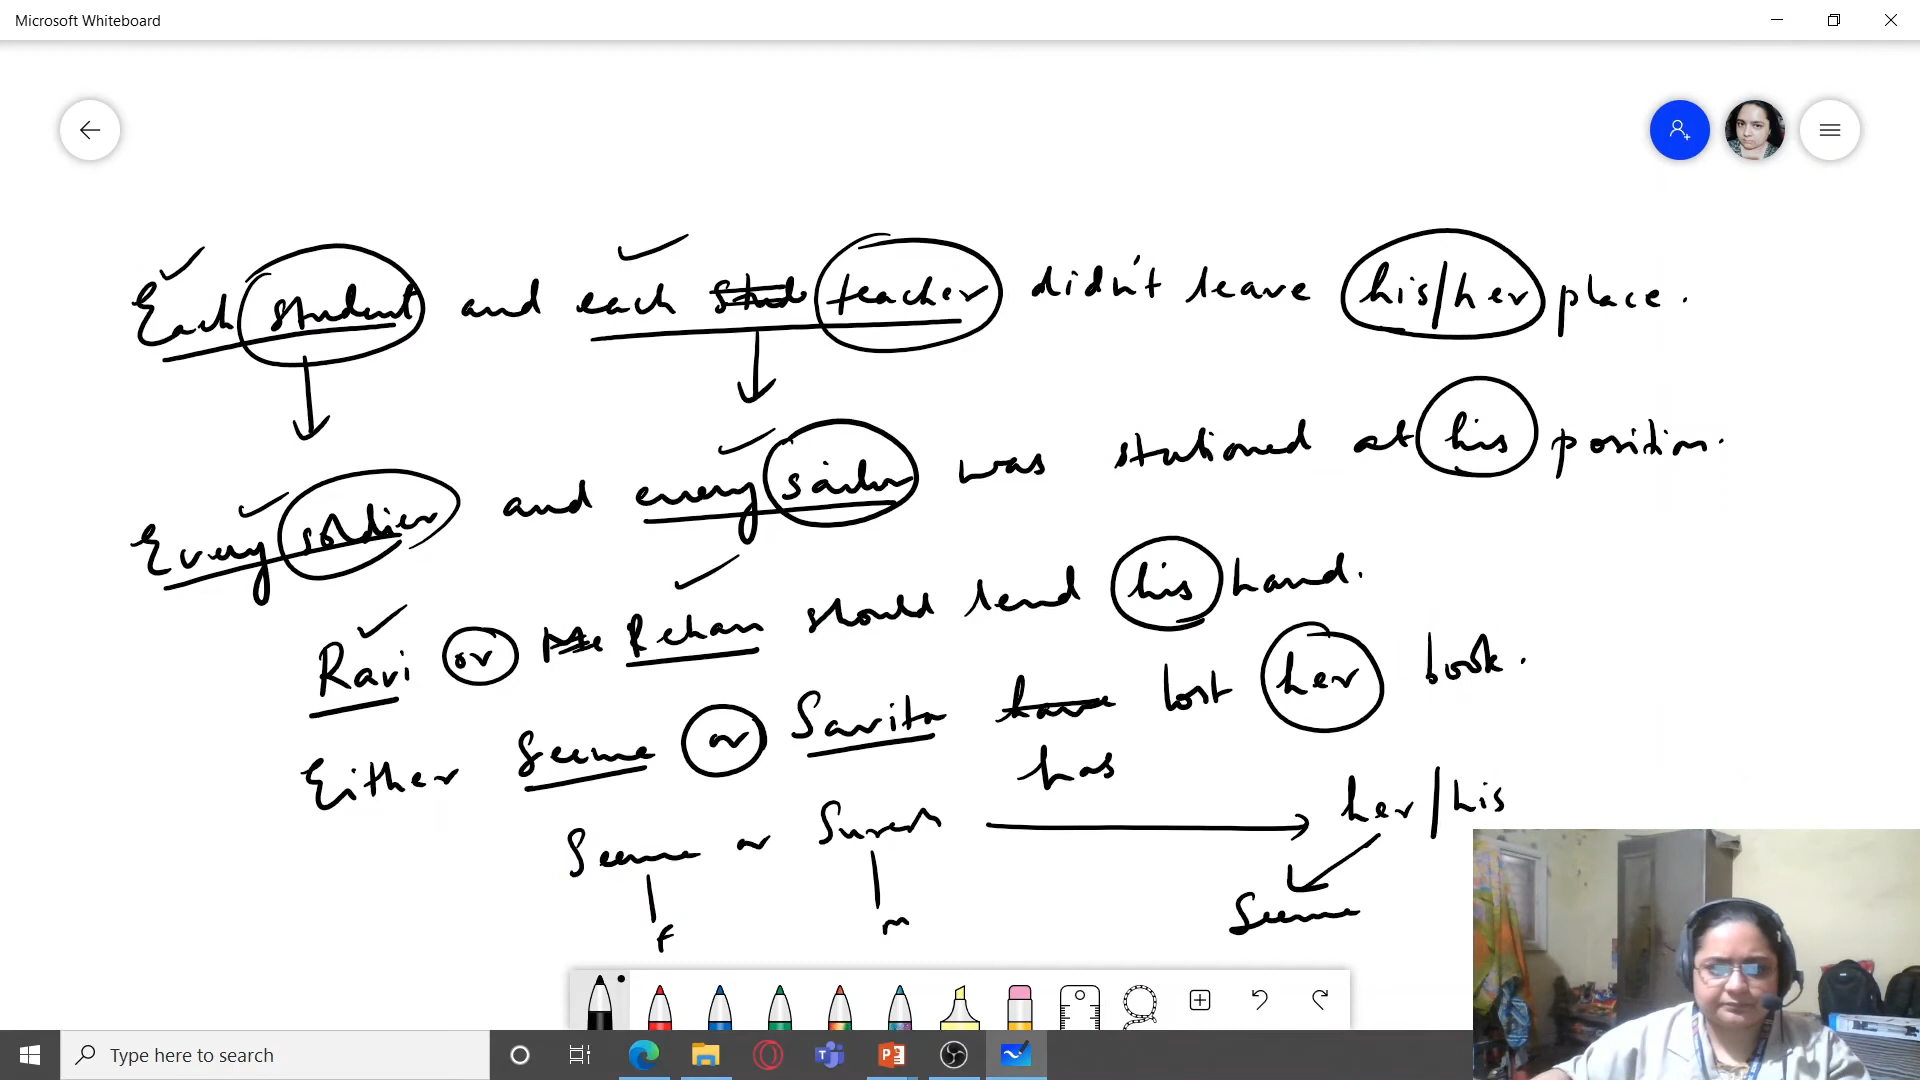 Microsoft Whiteboard
Each student and each stud teacher didn't leave his/her place.
Every soldier and every sailor was stationed at his position.
Ravi or Rehan should lend his hand.
Either Seema or Savita have lost her book.
has
Seema or Suresh her/his
F m Seema
Type here to search